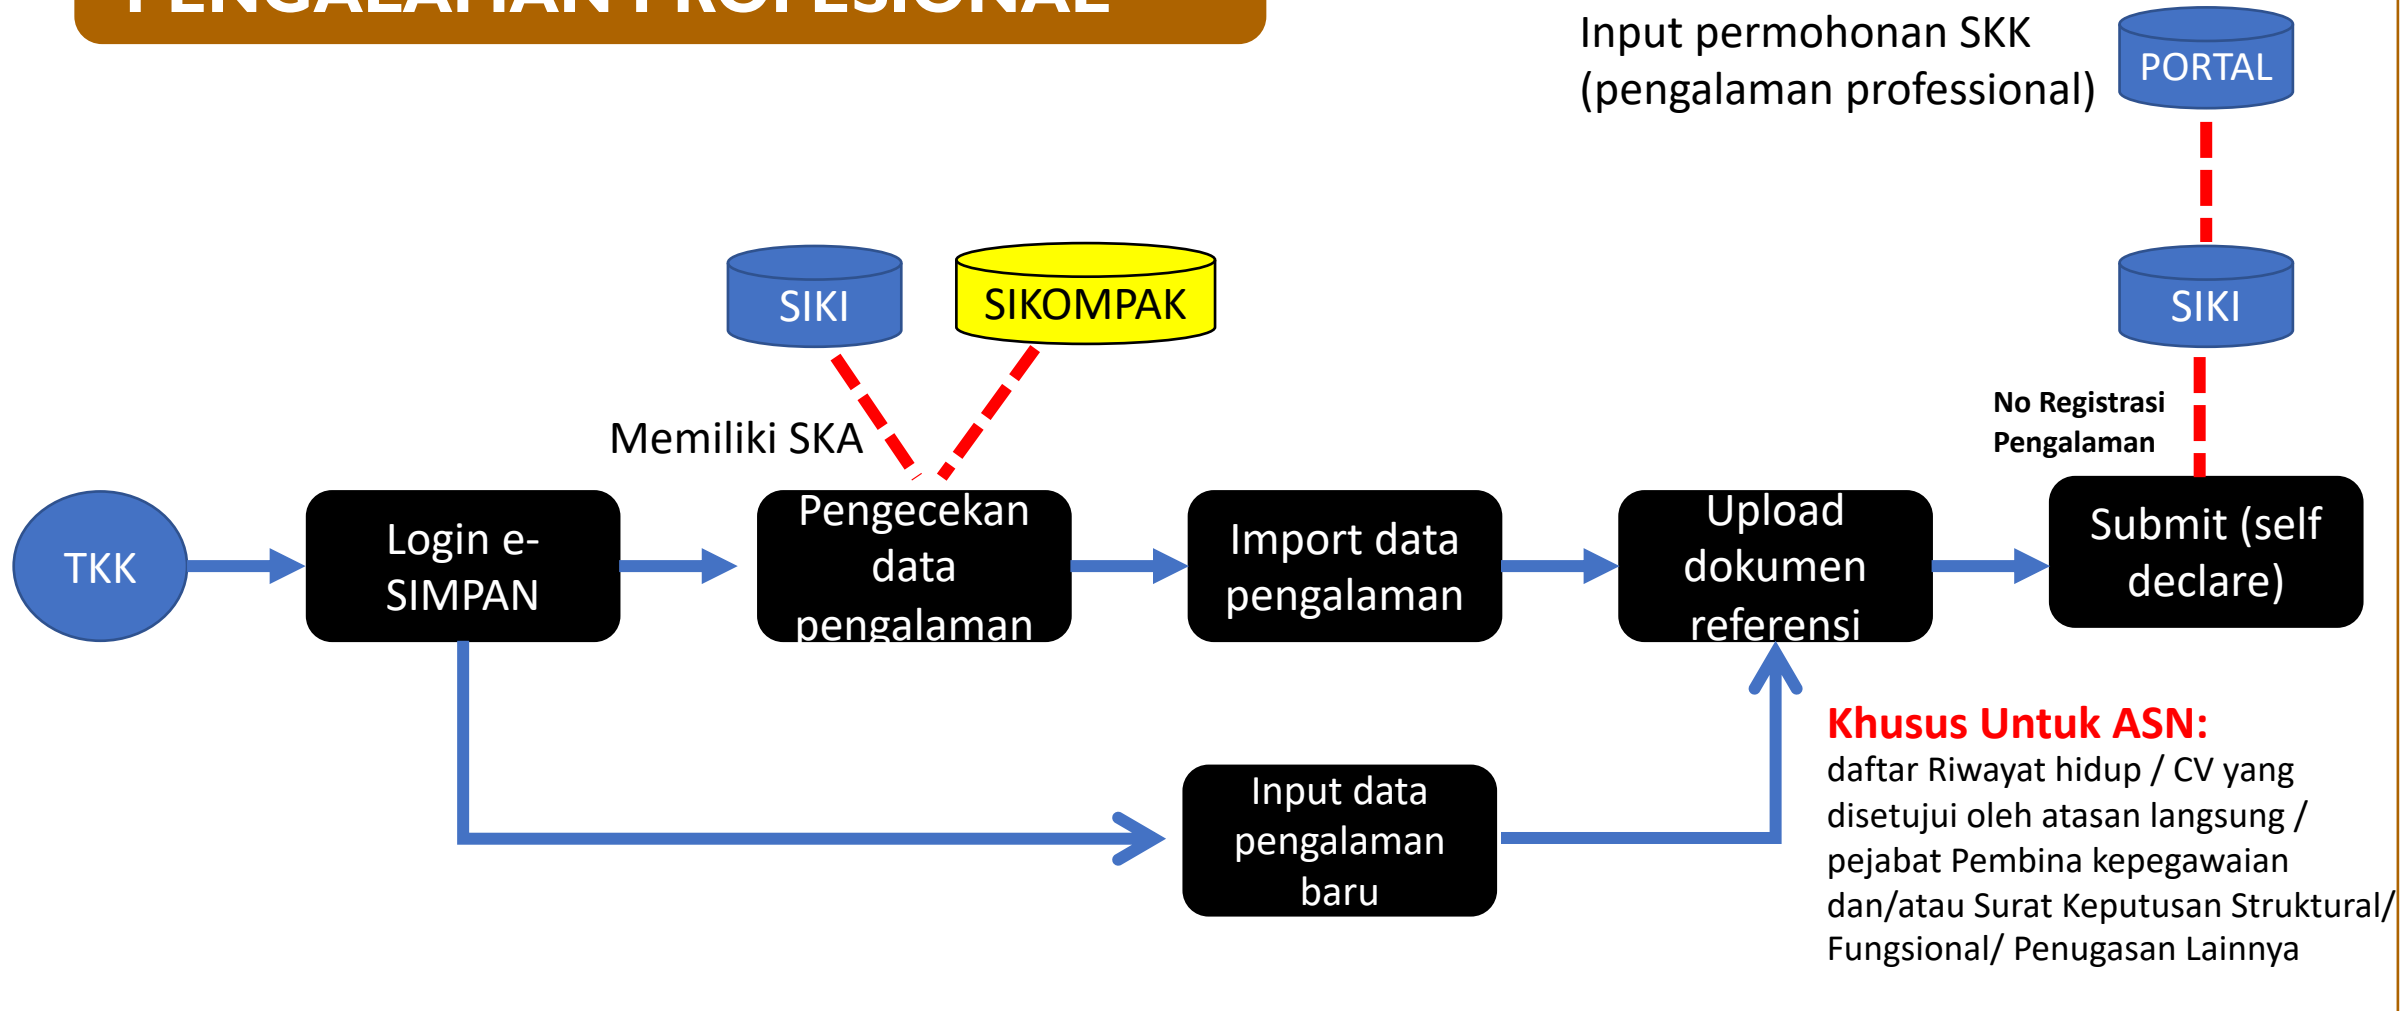 PENGALAMAN PROFESIONAL
Input permohonan SKK
(pengalaman professional)
PORTAL
SIKI
SIKOMPAK
SIKI
No Registrasi
Pengalaman
Memiliki SKA
TKK
Login e-
SIMPAN
Pengecekan
data
pengalaman
Import data
pengalaman
Upload
dokumen
referensi
Submit (self
declare)
Input data
pengalaman
baru
Khusus Untuk ASN:
daftar Riwayat hidup / CV yang
disetujui oleh atasan langsung /
pejabat Pembina kepegawaian
dan/atau Surat Keputusan Struktural/
Fungsional/ Penugasan Lainnya